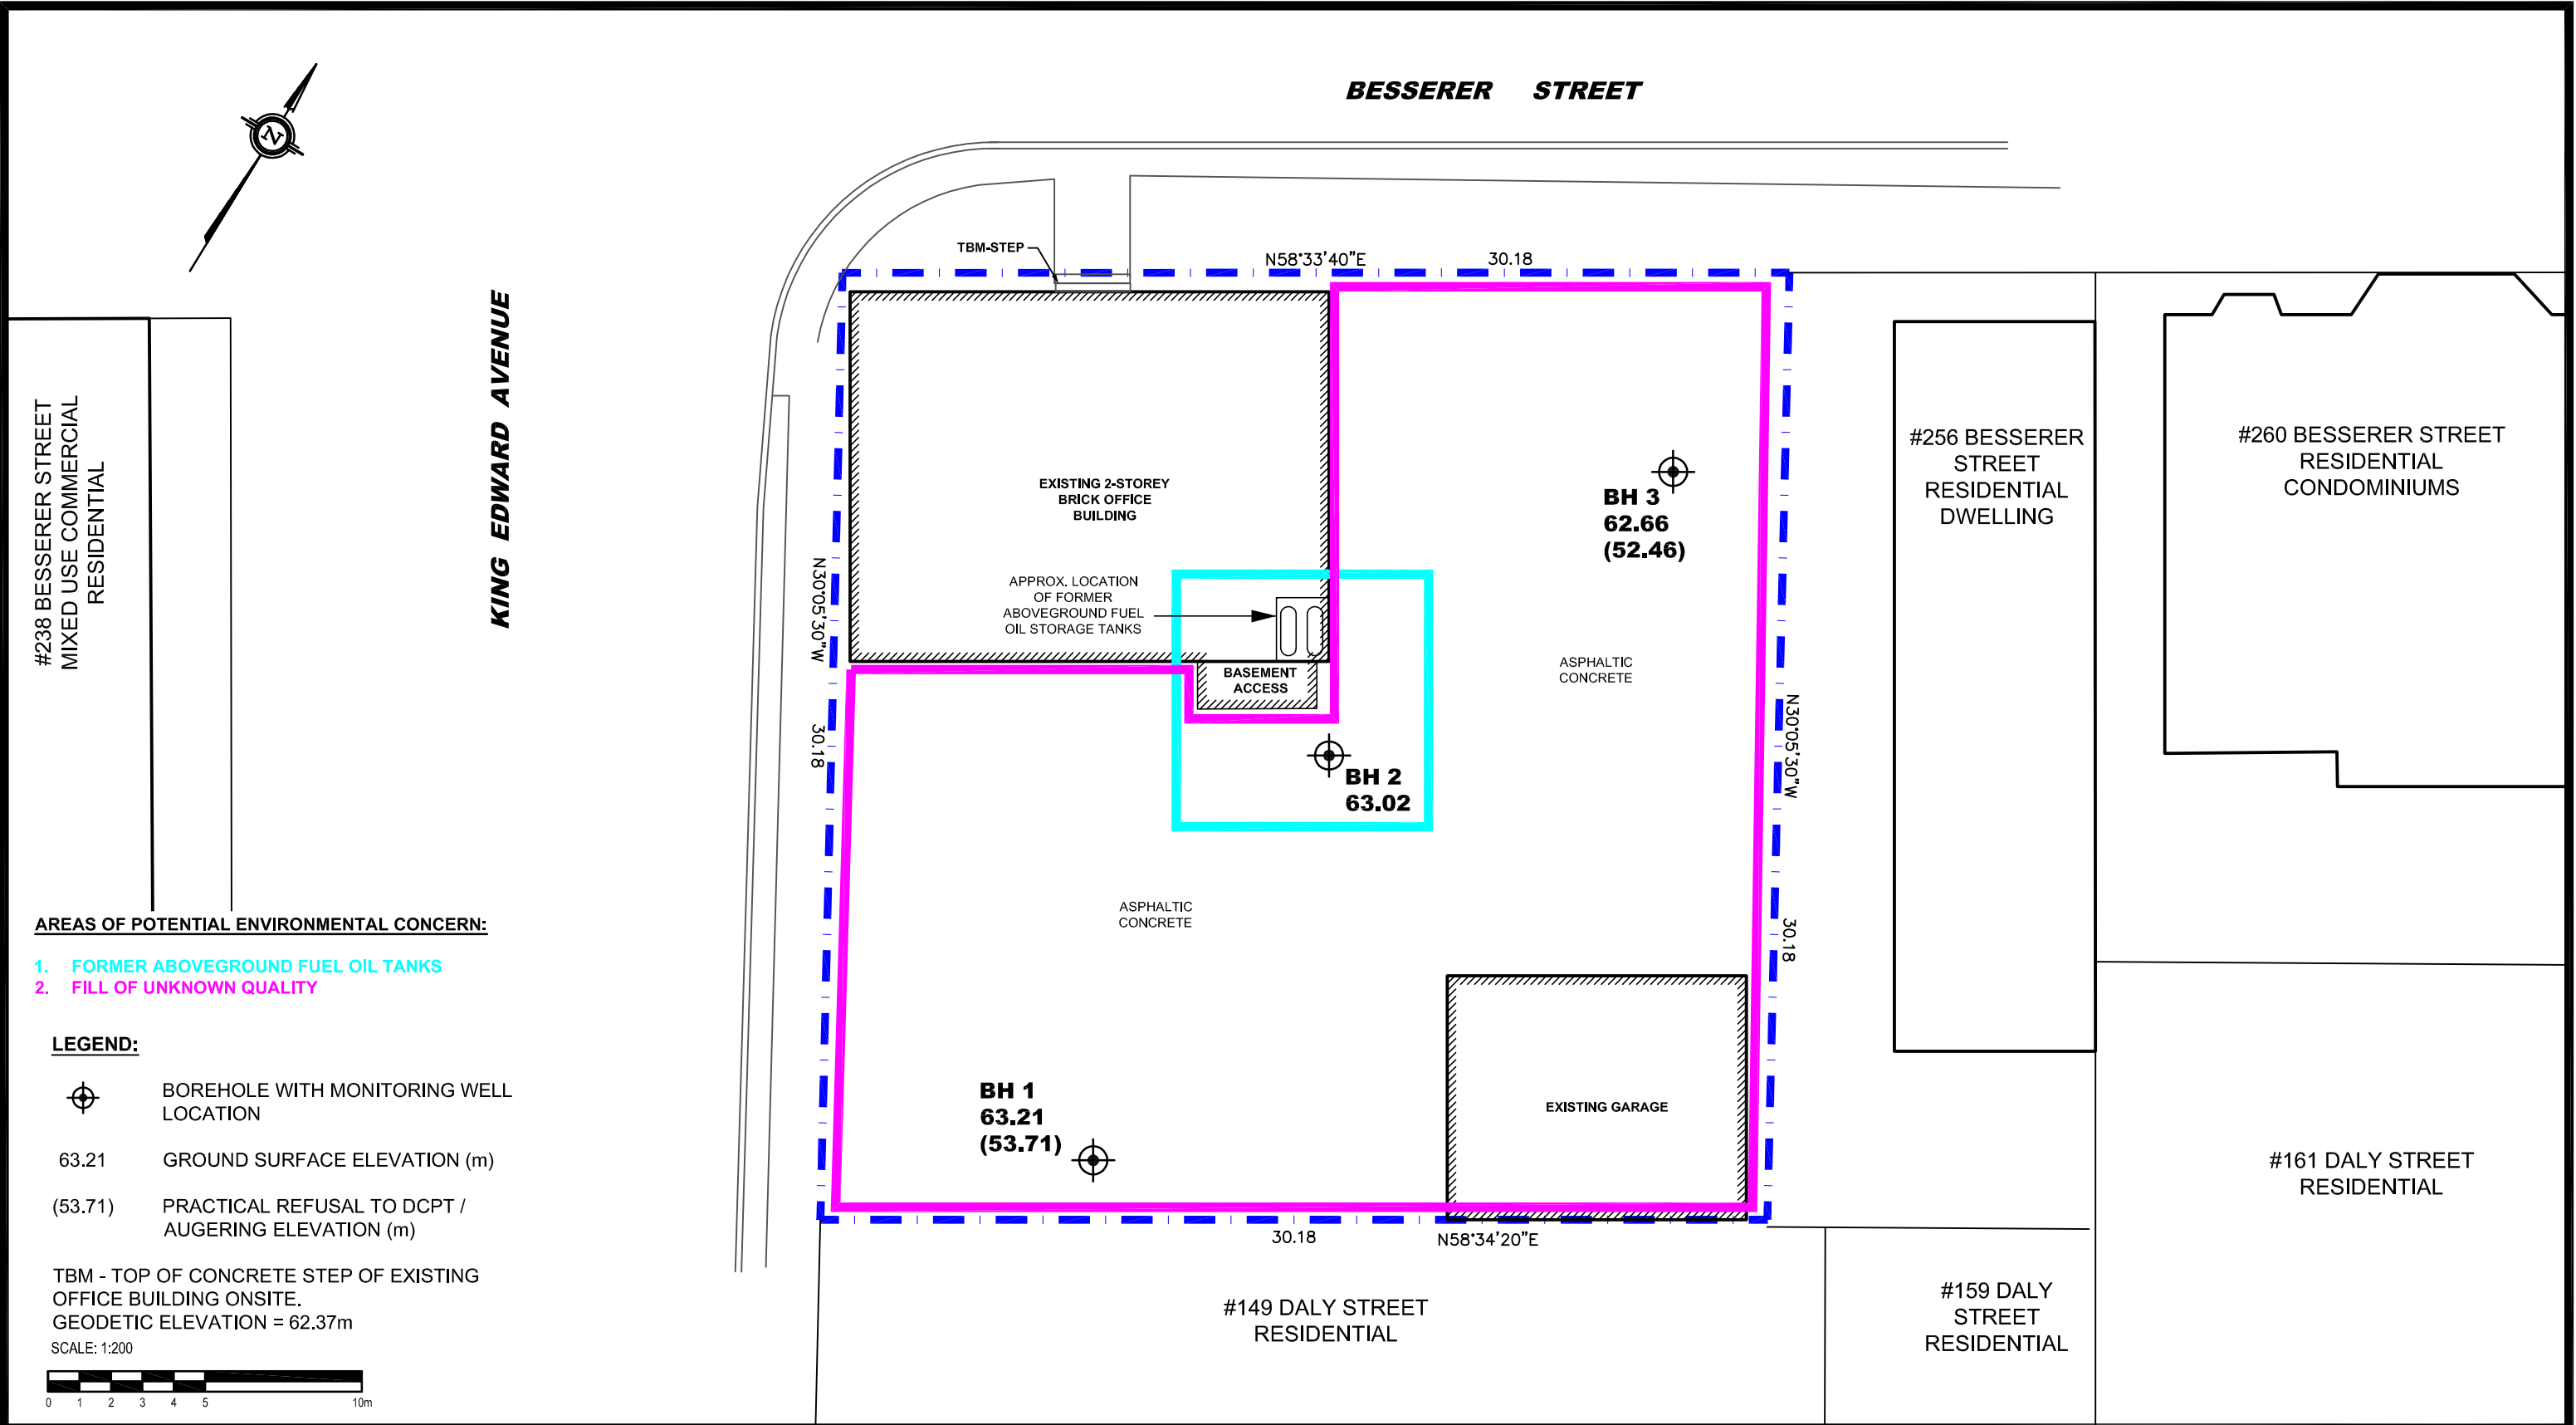 BESSERER STREET
N
TBM-STEP
N58°33'40"E
30.18
KING EDWARD AVENUE
#238 BESSERER STREET
MIXED USE COMMERCIAL
RESIDENTIAL
EXISTING 2-STOREY
BRICK OFFICE
BUILDING
APPROX. LOCATION
OF FORMER
ABOVEGROUND FUEL
OIL STORAGE TANKS
BASEMENT
ACCESS
N30°05'30"W
30.18
BH 3
62.66
(52.46)
ASPHALTIC
CONCRETE
BH 2
63.02
N30°05'30"W
30.18
#256 BESSERER
STREET
RESIDENTIAL
DWELLING
#260 BESSERER STREET
RESIDENTIAL
CONDOMINIUMS
ASPHALTIC
CONCRETE
BH 1
63.21
(53.71)
EXISTING GARAGE
30.18
N58°34'20"E
#149 DALY STREET
RESIDENTIAL
#159 DALY
STREET
RESIDENTIAL
#161 DALY STREET
RESIDENTIAL
AREAS OF POTENTIAL ENVIRONMENTAL CONCERN:
1. FORMER ABOVEGROUND FUEL OIL TANKS
2. FILL OF UNKNOWN QUALITY
LEGEND:
BOREHOLE WITH MONITORING WELL
LOCATION
63.21 GROUND SURFACE ELEVATION (m)
(53.71) PRACTICAL REFUSAL TO DCPT /
AUGERING ELEVATION (m)
TBM - TOP OF CONCRETE STEP OF EXISTING
OFFICE BUILDING ONSITE.
GEODETIC ELEVATION = 62.37m
SCALE: 1:200
0 1 2 3 4 5 10m